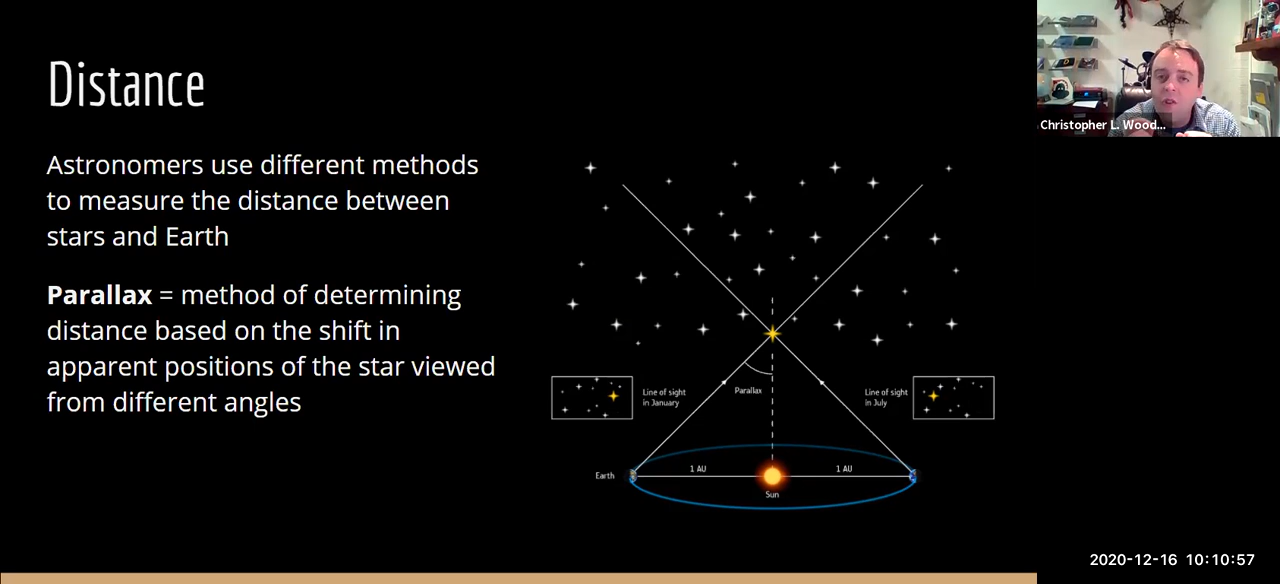 Distance
Astronomers use different methods
to measure the distance between
stars and Earth
Parallax = method of determining
distance based on the shift in
apparent positions of the star viewed
from different angles
Line of sight
in January
Parallax
Line of sight
in July
Earth
1 AU
1 AU
Sun
Christopher L. Wood...
2020-12-16 10:10:57